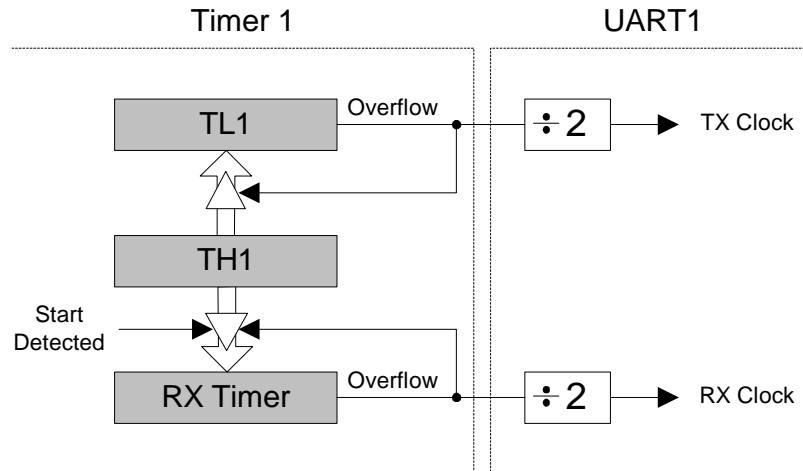 Timer 1
UART1
TL1
Overflow
÷2
TX Clock
TH1
Start
Detected
RX Timer
Overflow
÷2
RX Clock